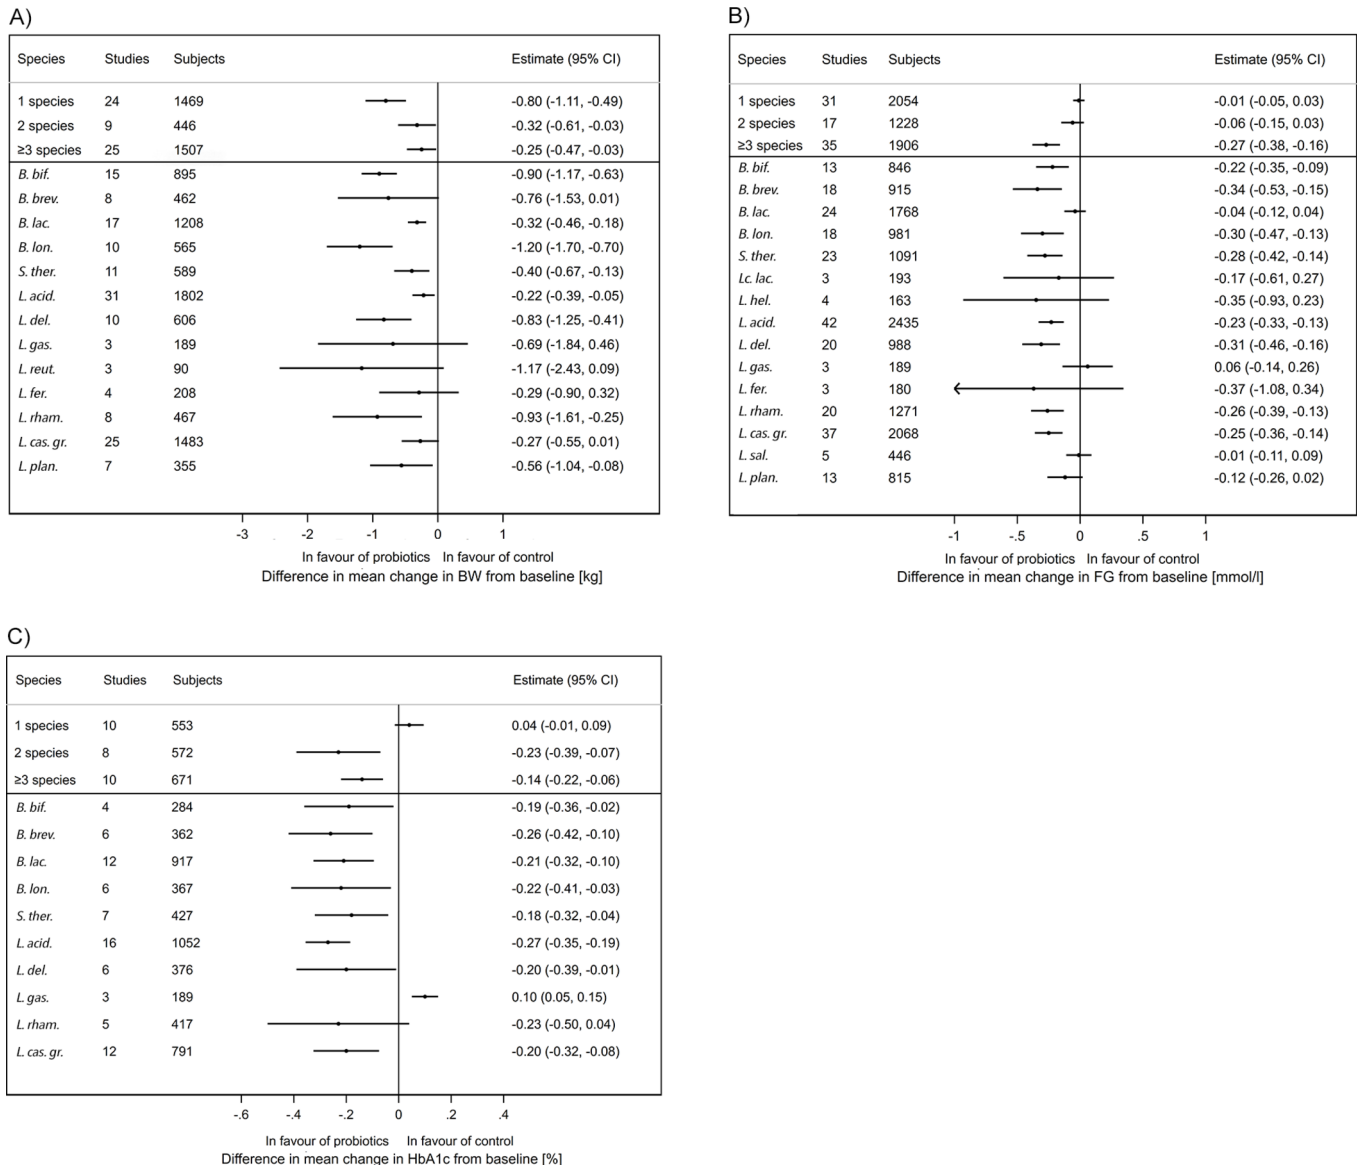 A)
Species Studies Subjects Estimate (95% CI)
1 species 24 1469 -0.80 (-1.11, -0.49)
2 species 9 446 -0.32 (-0.61, -0.03)
≥3 species 25 1507 -0.25 (-0.47, -0.03)
B. bif. 15 895 -0.90 (-1.17, -0.63)
B. brev. 8 462 -0.76 (-1.53, 0.01)
B. lac. 17 1208 -0.32 (-0.46, -0.18)
B. lon. 10 565 -1.20 (-1.70, -0.70)
S. ther. 11 589 -0.40 (-0.67, -0.13)
L. acid. 31 1802 -0.22 (-0.39, -0.05)
L. del. 10 606 -0.83 (-1.25, -0.41)
L. gas. 3 189 -0.69 (-1.84, 0.46)
L. reut. 3 90 -1.17 (-2.43, 0.09)
L. fer. 4 208 -0.29 (-0.90, 0.32)
L. rham. 8 467 -0.93 (-1.61, -0.25)
L. cas. gr. 25 1483 -0.27 (-0.55, 0.01)
L. plan. 7 355 -0.56 (-1.04, -0.08)
-3 -2 -1 0 1
In favour of probiotics In favour of control
Difference in mean change in BW from baseline [kg]
B)
Species Studies Subjects Estimate (95% CI)
1 species 31 2054 -0.01 (-0.05, 0.03)
2 species 17 1228 -0.06 (-0.15, 0.03)
≥3 species 35 1906 -0.27 (-0.38, -0.16)
B. bif. 13 846 -0.22 (-0.35, -0.09)
B. brev. 18 915 -0.34 (-0.53, -0.15)
B. lac. 24 1768 -0.04 (-0.12, 0.04)
B. lon. 18 981 -0.30 (-0.47, -0.13)
S. ther. 23 1091 -0.28 (-0.42, -0.14)
Lc. lac. 3 193 -0.17 (-0.61, 0.27)
L. hel. 4 163 -0.35 (-0.93, 0.23)
L. acid. 42 2435 -0.23 (-0.33, -0.13)
L. del. 20 988 -0.31 (-0.46, -0.16)
L. gas. 3 189 0.06 (-0.14, 0.26)
L. fer. 3 180 -0.37 (-1.08, 0.34)
L. rham. 20 1271 -0.26 (-0.39, -0.13)
L. cas. gr. 37 2068 -0.25 (-0.36, -0.14)
L. sal. 5 446 -0.01 (-0.11, 0.09)
L. plan. 13 815 -0.12 (-0.26, 0.02)
-1 -.5 0 .5 1
In favour of probiotics In favour of control
Difference in mean change in FG from baseline [mmol/l]
C)
Species Studies Subjects Estimate (95% CI)
1 species 10 553 0.04 (-0.01, 0.09)
2 species 8 572 -0.23 (-0.39, -0.07)
≥3 species 10 671 -0.14 (-0.22, -0.06)
B. bif. 4 284 -0.19 (-0.36, -0.02)
B. brev. 6 362 -0.26 (-0.42, -0.10)
B. lac. 12 917 -0.21 (-0.32, -0.10)
B. lon. 6 367 -0.22 (-0.41, -0.03)
S. ther. 7 427 -0.18 (-0.32, -0.04)
L. acid. 16 1052 -0.27 (-0.35, -0.19)
L. del. 6 376 -0.20 (-0.39, -0.01)
L. gas. 3 189 0.10 (0.05, 0.15)
L. rham. 5 417 -0.23 (-0.50, 0.04)
L. cas. gr. 12 791 -0.20 (-0.32, -0.08)
-.6 -.4 -.2 0 .2 .4
In favour of probiotics In favour of control
Difference in mean change in HbA1c from baseline [%]